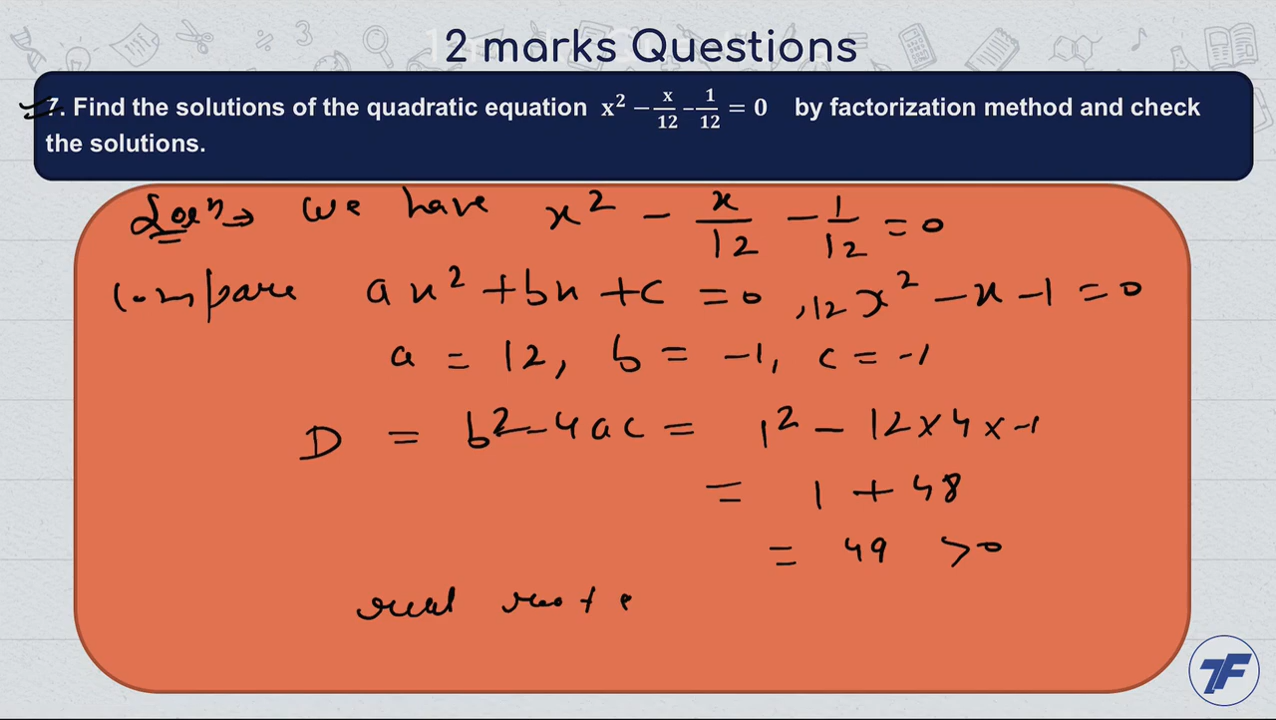 2 marks Questions
7. Find the solutions of the quadratic equation x² − x/12 − 1/12 = 0 by factorization method and check
the solutions.
Solⁿ→ We have x² − x/12 − 1/12 = 0
Compare ax² + bx + c = 0, 12x² − x − 1 = 0
a = 12, b = −1, c = −1
D = b² − 4ac = 1² − 12 × 4 × −1
= 1 + 48
= 49 > 0
real
7F